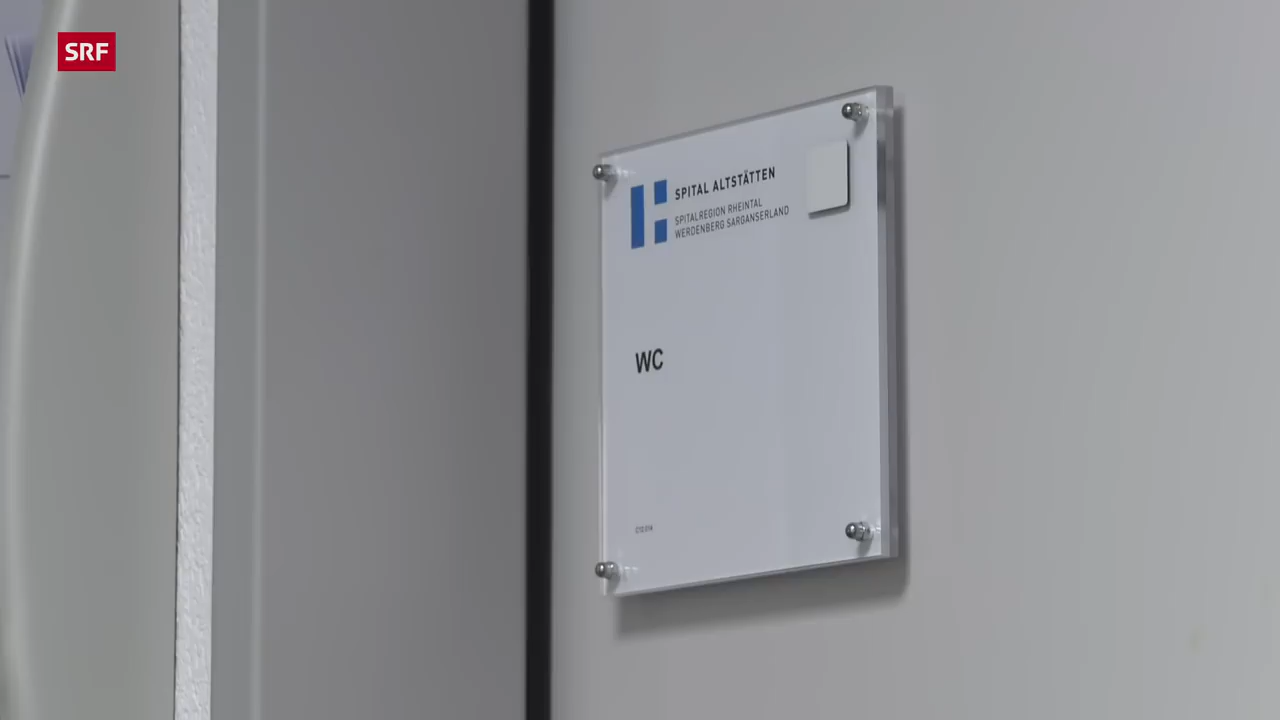 SRF
SPITAL ALTSTÄTTEN
SPITALREGION RHEINTAL
WERDENBERG SARGANSERLAND
WC